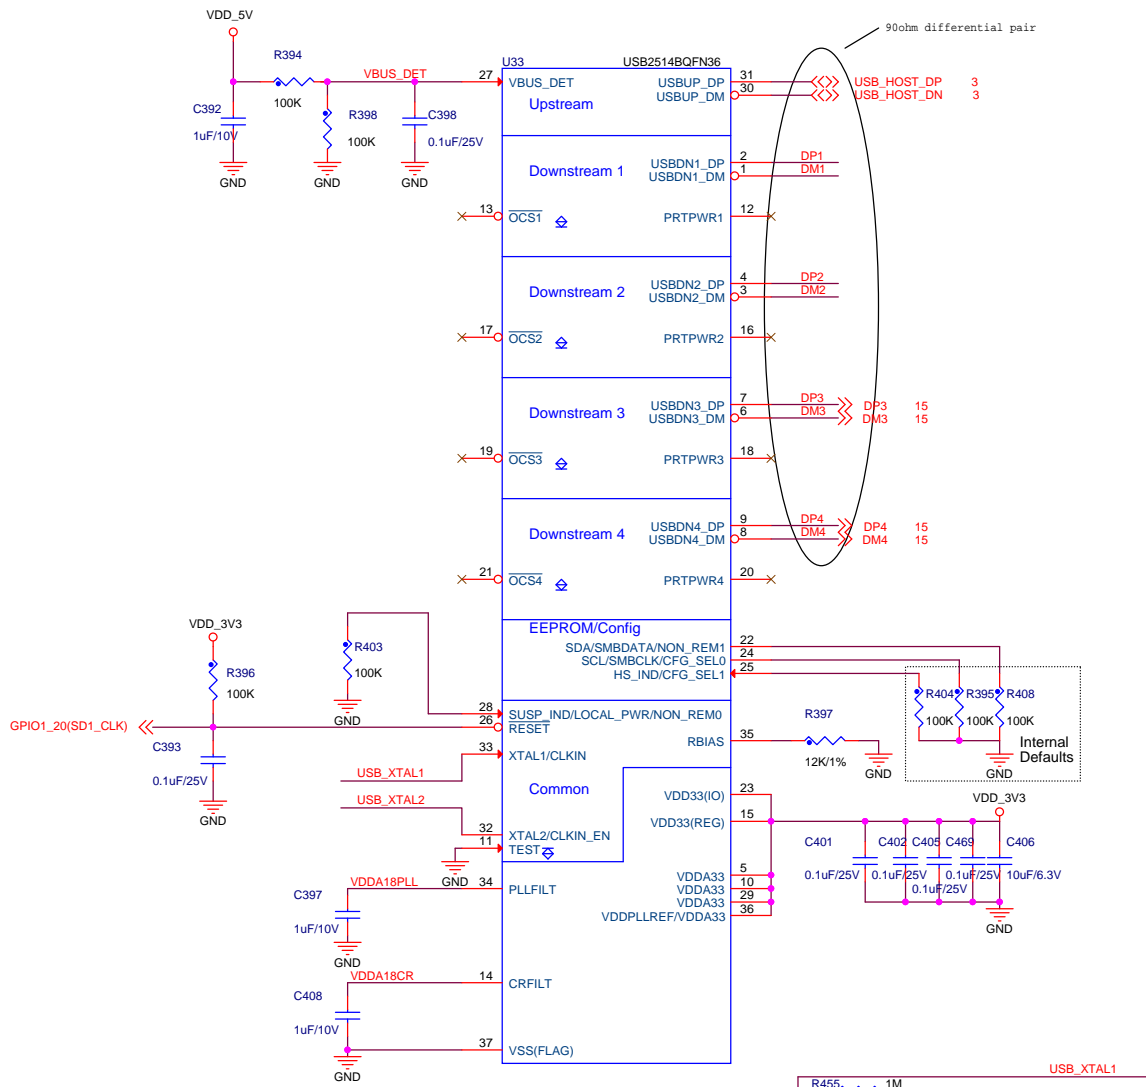 VDD_5V
90ohm differential pair
R394
100K
VBUS_DET
C392
1uF/10V
R398
100K
C398
0.1uF/25V
GND
GND
GND
U33
USB2514BQFN36
27
VBUS_DET
Upstream
USBUP_DP
31
USB_HOST_DP
3
USBUP_DM
30
USB_HOST_DN
3
Downstream 1
USBDN1_DP
2
DP1
USBDN1_DM
1
DM1
13
OCS1
PRTPWR1
12
Downstream 2
USBDN2_DP
4
DP2
USBDN2_DM
3
DM2
17
OCS2
PRTPWR2
16
Downstream 3
USBDN3_DP
7
DP3
DP3
15
USBDN3_DM
6
DM3
DM3
15
19
OCS3
PRTPWR3
18
Downstream 4
USBDN4_DP
9
DP4
DP4
15
USBDN4_DM
8
DM4
DM4
15
21
OCS4
PRTPWR4
20
EEPROM/Config
SDA/SMBDATA/NON_REM1
22
SCL/SMBCLK/CFG_SEL0
24
HS_IND/CFG_SEL1
25
VDD_3V3
R396
100K
R403
100K
GND
R404
100K
R395
100K
R408
100K
GND
Internal
Defaults
GPIO1_20(SD1_CLK)
C393
0.1uF/25V
GND
28
SUSP_IND/LOCAL_PWR/NON_REM0
26
RESET
33
XTAL1/CLKIN
USB_XTAL1
Common
USB_XTAL2
32
XTAL2/CLKIN_EN
11
TEST
GND
RBIAS
35
R397
12K/1%
GND
VDD33(IO)
23
VDD33(REG)
15
VDDA33
5
VDDA33
10
VDDA33
29
VDDPLLREF/VDDA33
36
VDD_3V3
C401
0.1uF/25V
C402
0.1uF/25V
C405
0.1uF/25V
C469
0.1uF/25V
C406
10uF/6.3V
GND
VDDA18PLL
34
PLLFILT
C397
1uF/10V
GND
VDDA18CR
14
CRFILT
C408
1uF/10V
37
VSS(FLAG)
GND
USB_XTAL1
R455
1M